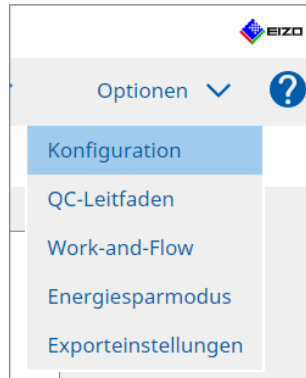 EIZO
Optionen
Konfiguration
QC-Leitfaden
Work-and-Flow
Energiesparmodus
Exporteinstellungen